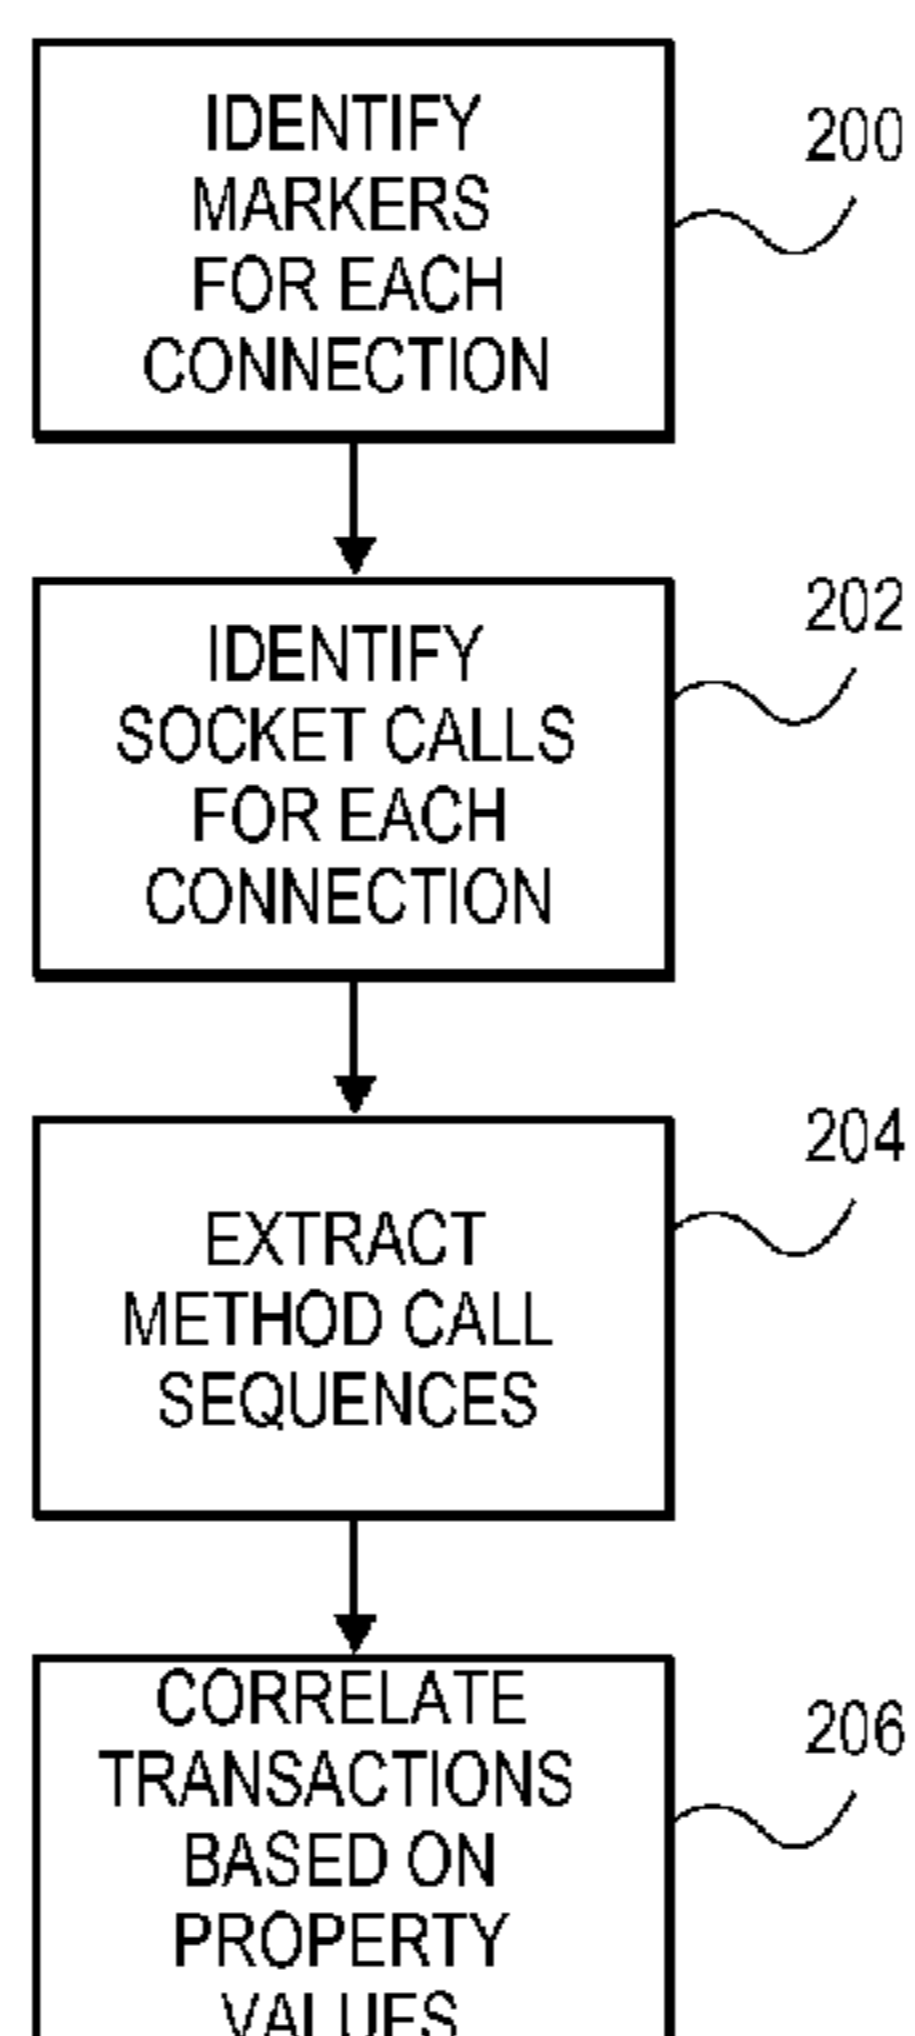 IDENTIFY
MARKERS
FOR EACH
CONNECTION
200
IDENTIFY
SOCKET CALLS
FOR EACH
CONNECTION
202
EXTRACT
METHOD CALL
SEQUENCES
204
CORRELATE
TRANSACTIONS
BASED ON
PROPERTY
VALUES
206